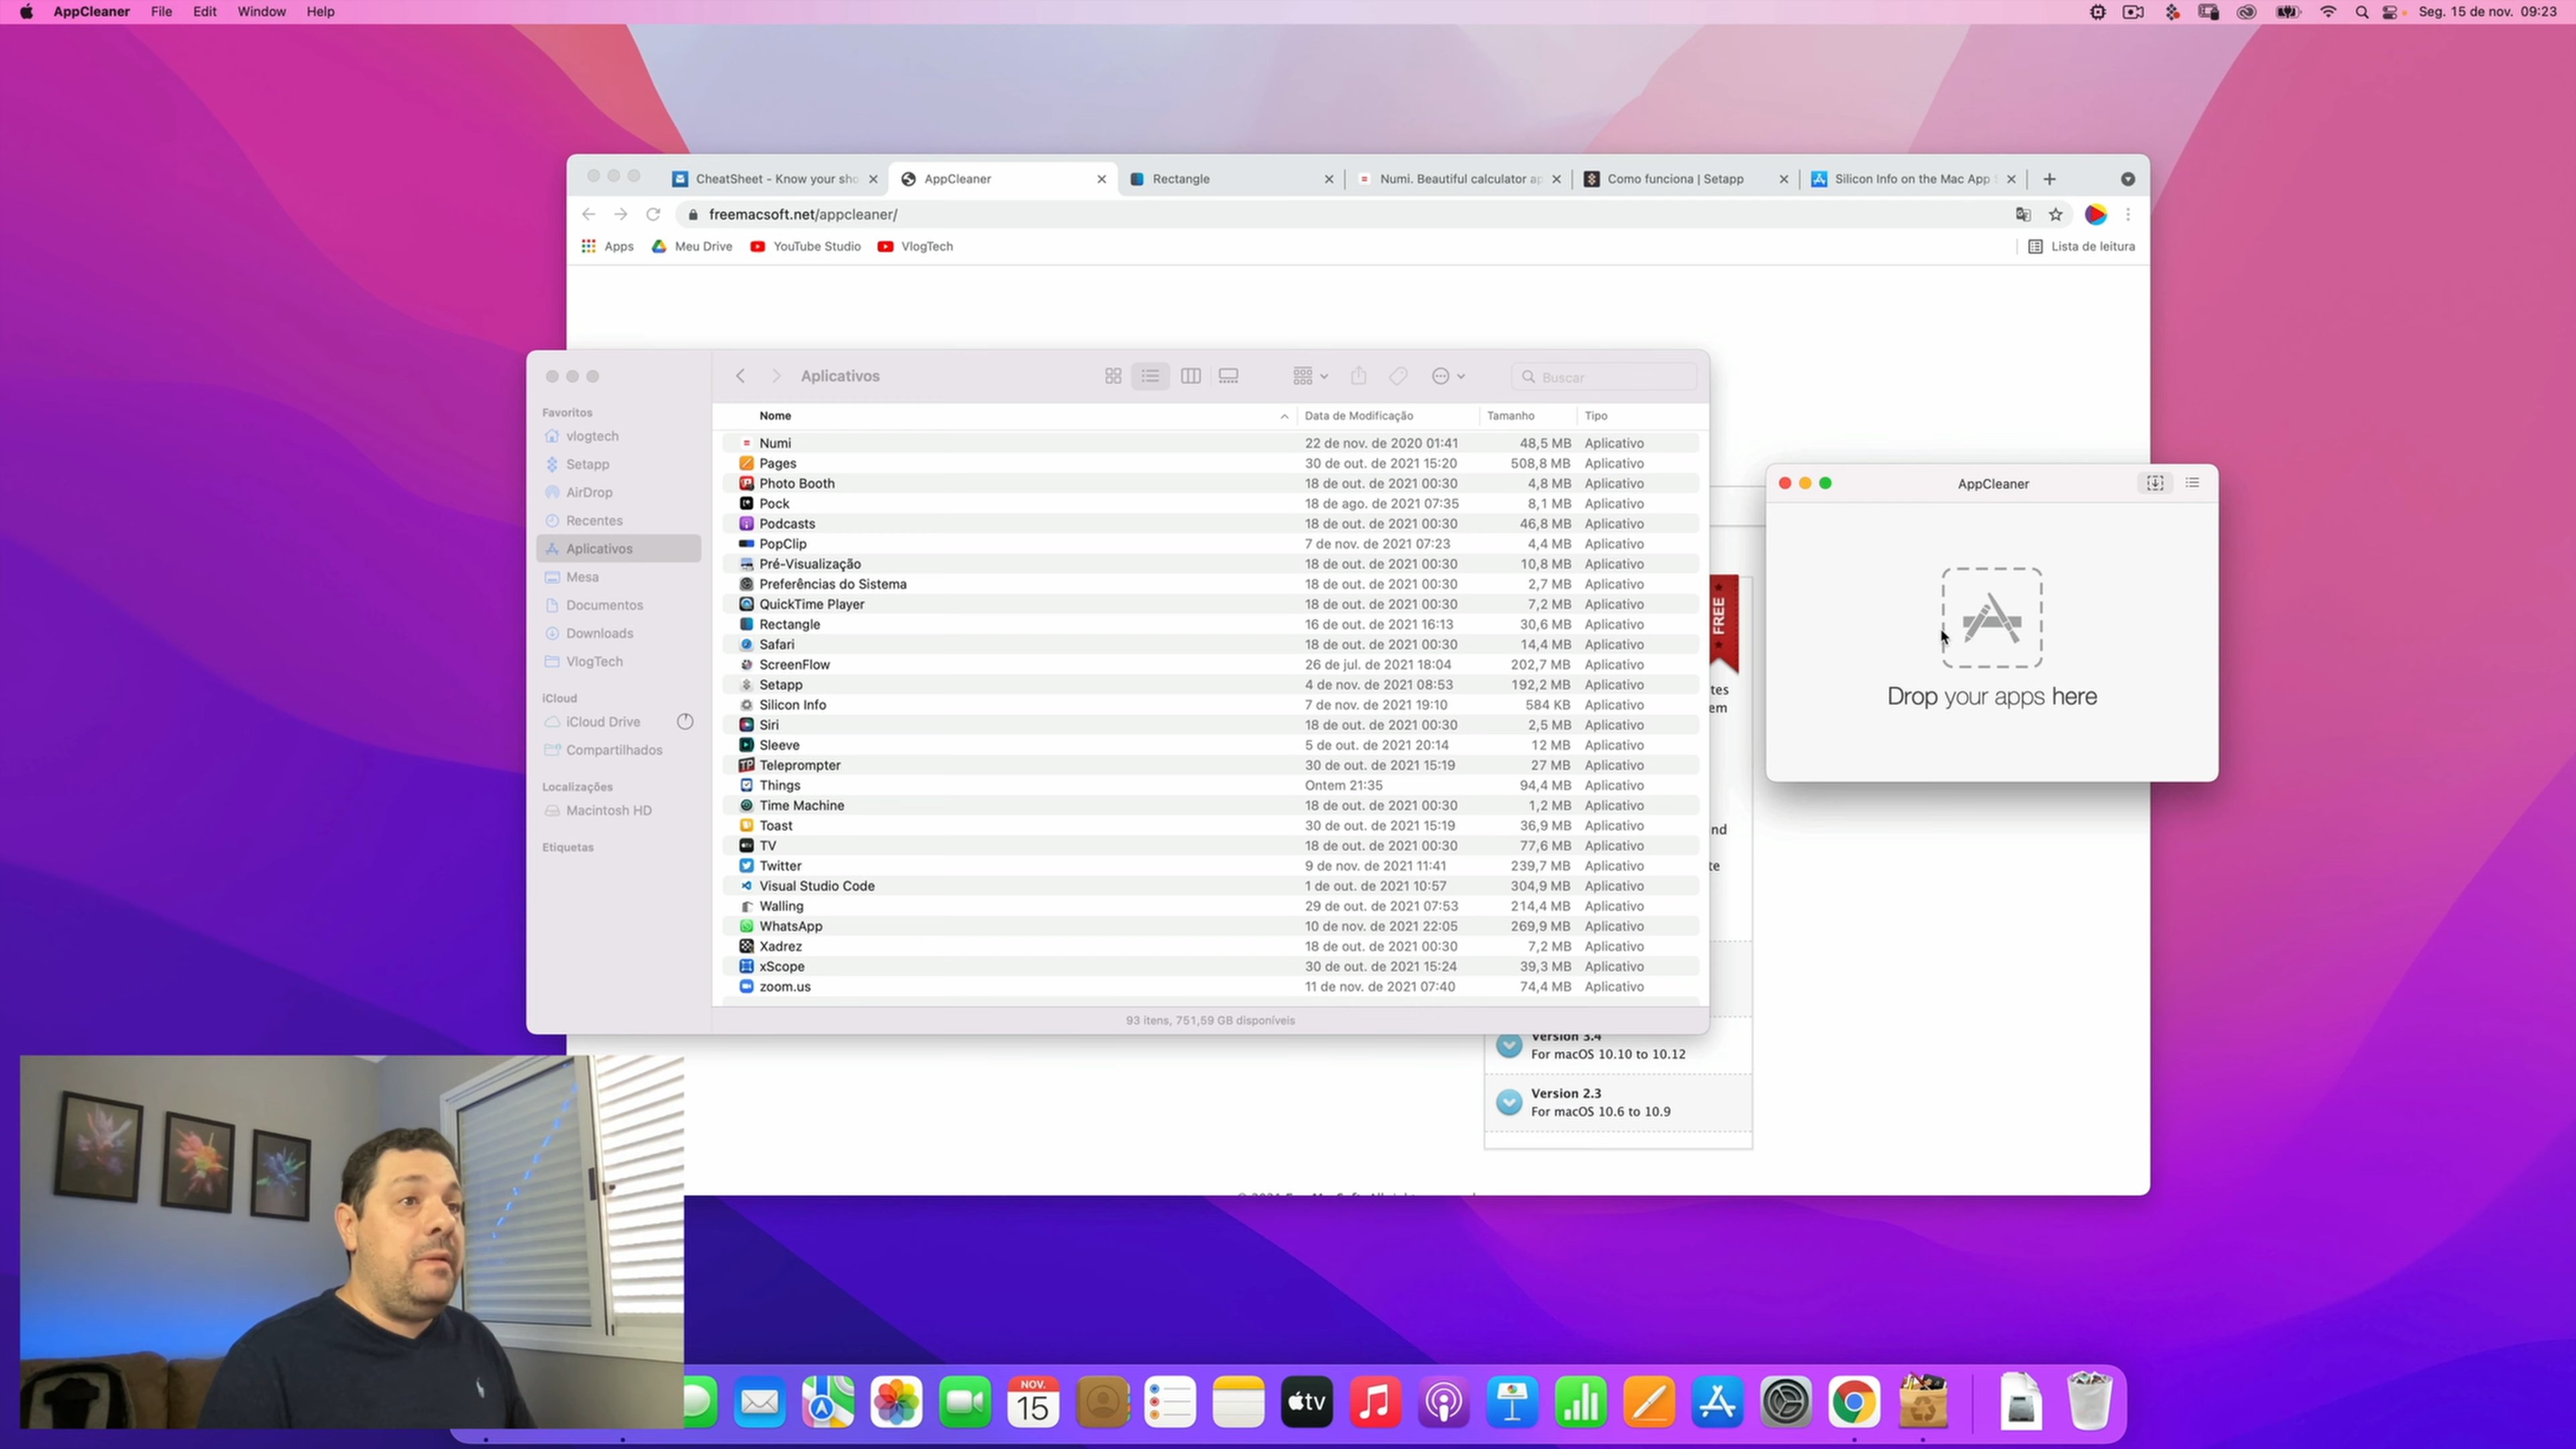 AppCleaner File Edit Window Help
Seg. 15 de nov. 09:23
CheatSheet - Know your sho
AppCleaner
Rectangle
Numi. Beautiful calculator ap
Como funciona | Setapp
Silicon Info on the Mac App
freemacsoft.net/appcleaner/
Apps Meu Drive YouTube Studio VlogTech
Lista de leitura
Aplicativos
Buscar
Favoritos
vlogtech
Setapp
AirDrop
Recentes
Aplicativos
Mesa
Documentos
Downloads
VlogTech
iCloud
iCloud Drive
Compartilhados
Localizações
Macintosh HD
Etiquetas
Nome Data de Modificação Tamanho Tipo
Numi 22 de nov. de 2020 01:41 48,5 MB Aplicativo
Pages 30 de out. de 2021 15:20 508,8 MB Aplicativo
Photo Booth 18 de out. de 2021 00:30 4,8 MB Aplicativo
Pock 18 de ago. de 2021 07:35 8,1 MB Aplicativo
Podcasts 18 de out. de 2021 00:30 46,8 MB Aplicativo
PopClip 7 de nov. de 2021 07:23 4,4 MB Aplicativo
Pré-Visualização 18 de out. de 2021 00:30 10,8 MB Aplicativo
Preferências do Sistema 18 de out. de 2021 00:30 2,7 MB Aplicativo
QuickTime Player 18 de out. de 2021 00:30 7,2 MB Aplicativo
Rectangle 16 de out. de 2021 16:13 30,6 MB Aplicativo
Safari 18 de out. de 2021 00:30 14,4 MB Aplicativo
ScreenFlow 26 de jul. de 2021 18:04 202,7 MB Aplicativo
Setapp 4 de nov. de 2021 08:53 192,2 MB Aplicativo
Silicon Info 7 de nov. de 2021 19:10 584 KB Aplicativo
Siri 18 de out. de 2021 00:30 2,5 MB Aplicativo
Sleeve 5 de out. de 2021 20:14 12 MB Aplicativo
Teleprompter 30 de out. de 2021 15:19 27 MB Aplicativo
Things Ontem 21:35 94,4 MB Aplicativo
Time Machine 18 de out. de 2021 00:30 1,2 MB Aplicativo
Toast 30 de out. de 2021 15:19 36,9 MB Aplicativo
TV 18 de out. de 2021 00:30 77,6 MB Aplicativo
Twitter 9 de nov. de 2021 11:41 239,7 MB Aplicativo
Visual Studio Code 1 de out. de 2021 10:57 304,9 MB Aplicativo
Walling 29 de out. de 2021 07:53 214,4 MB Aplicativo
WhatsApp 10 de nov. de 2021 22:05 269,9 MB Aplicativo
Xadrez 18 de out. de 2021 00:30 7,2 MB Aplicativo
xScope 30 de out. de 2021 15:24 39,3 MB Aplicativo
zoom.us 11 de nov. de 2021 07:40 74,4 MB Aplicativo
93 itens, 751,59 GB disponíveis
FREE
tes
em
nd
te
AppCleaner
Drop your apps here
Version 3.4
For macOS 10.10 to 10.12
Version 2.3
For macOS 10.6 to 10.9
NOV.
15
tv